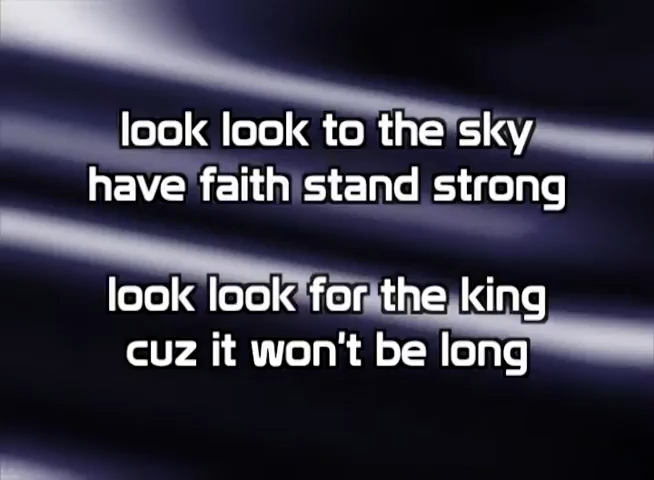 look look to the sky
have faith stand strong
look look for the king
cuz it won't be long